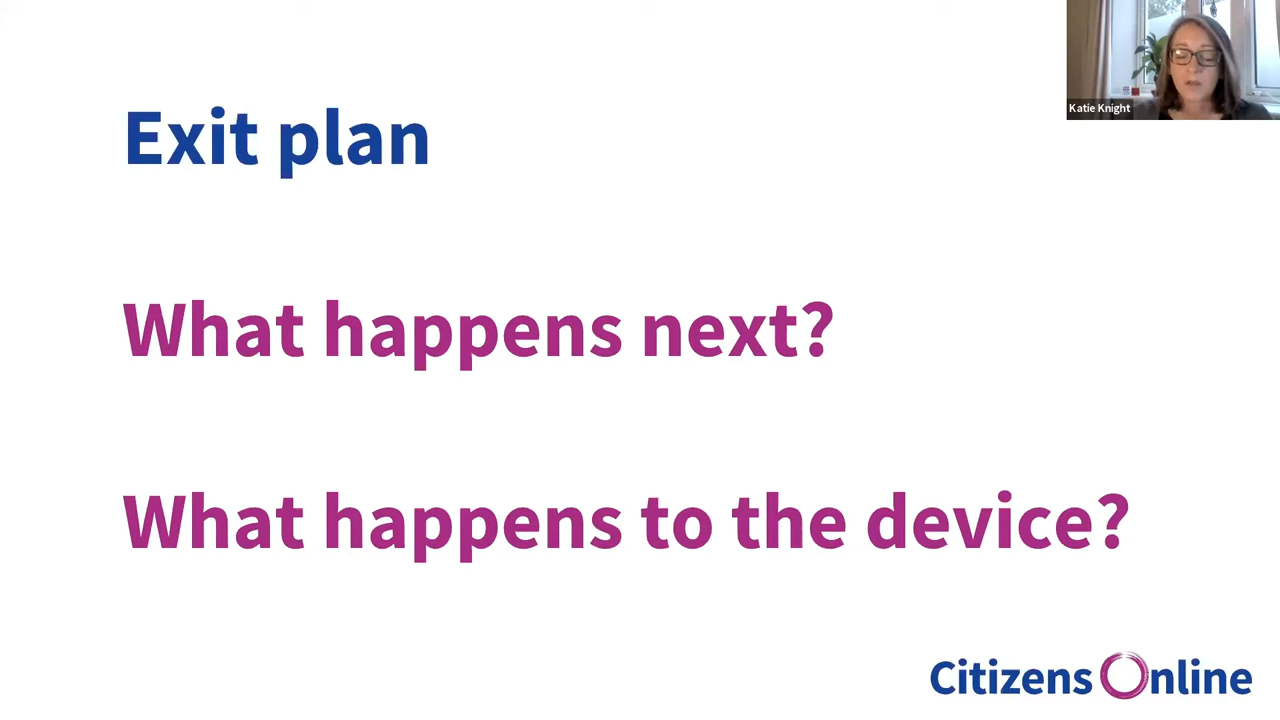 Katie Knight
Exit plan
What happens next?
What happens to the device?
Citizens Online